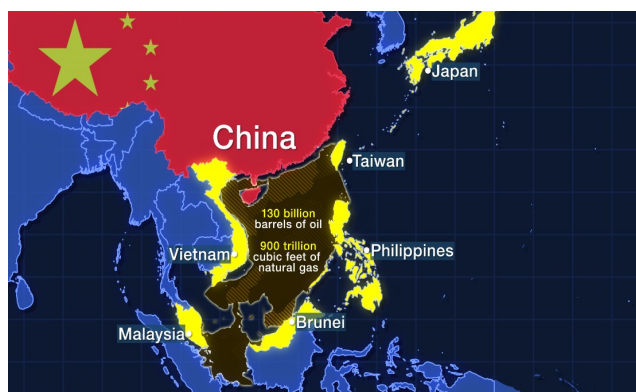 Japan
China
Taiwan
130 billion
barrels of oil
900 trillion
cubic feet of
natural gas
Vietnam
Philippines
Brunei
Malaysia